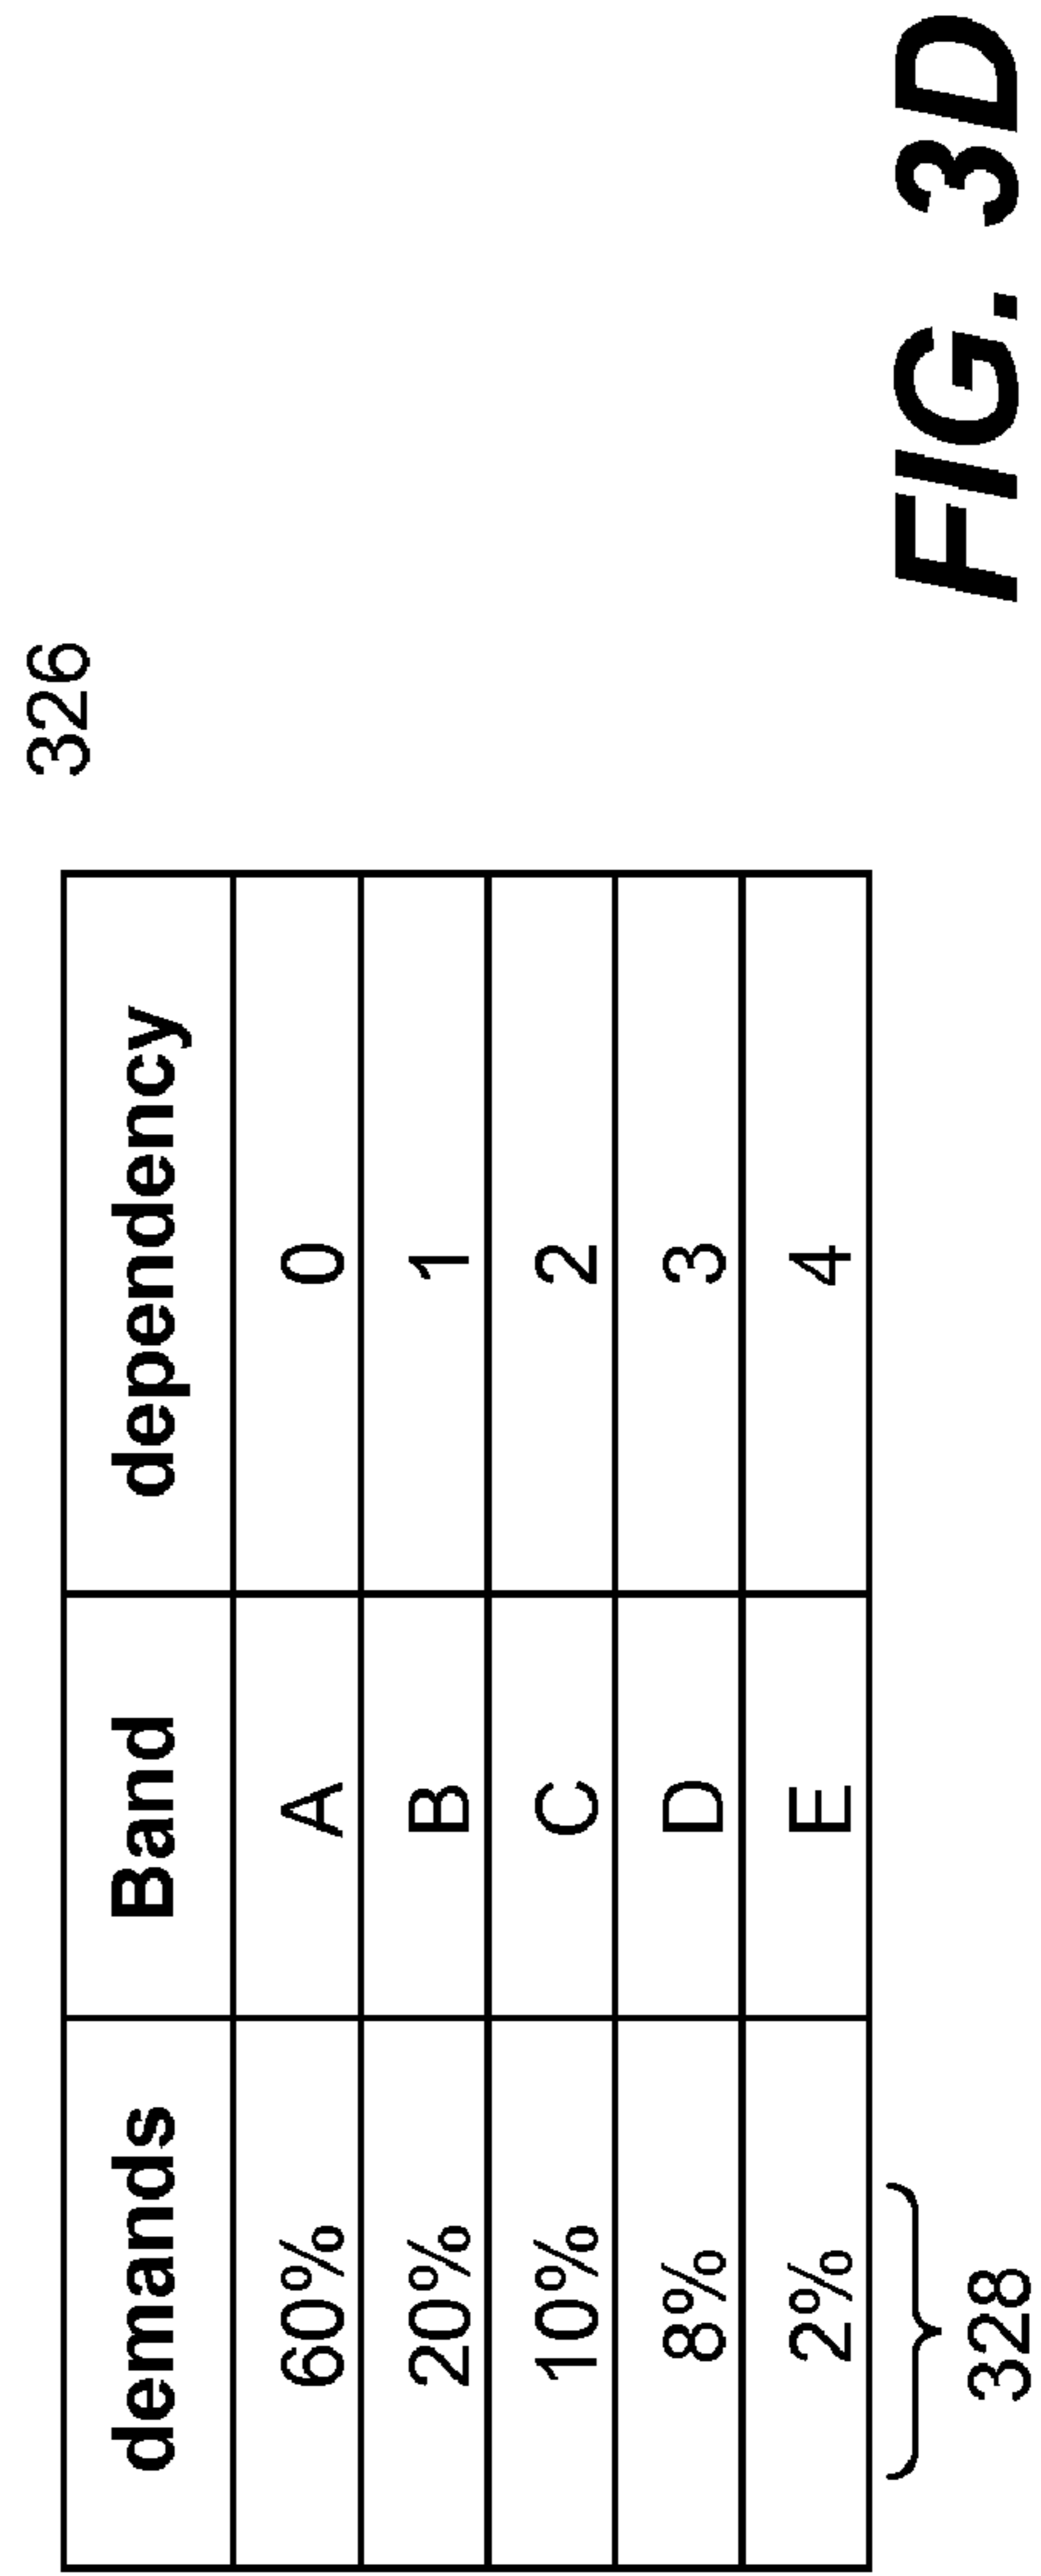 326
demands Band dependency
60% A 0
20% B 1
10% C 2
8% D 3
2% E 4
328
FIG. 3D